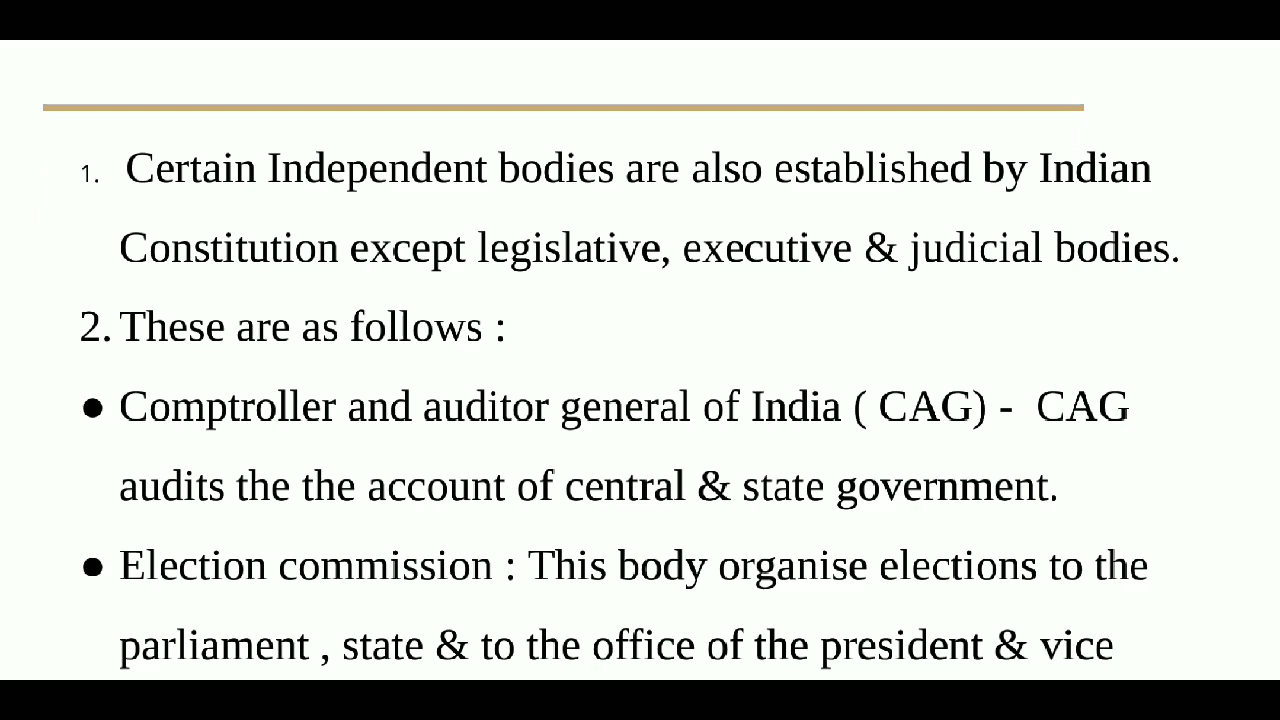 1. Certain Independent bodies are also established by Indian
Constitution except legislative, executive & judicial bodies.
2. These are as follows :
● Comptroller and auditor general of India ( CAG) - CAG
audits the the account of central & state government.
● Election commission : This body organise elections to the
parliament , state & to the office of the president & vice